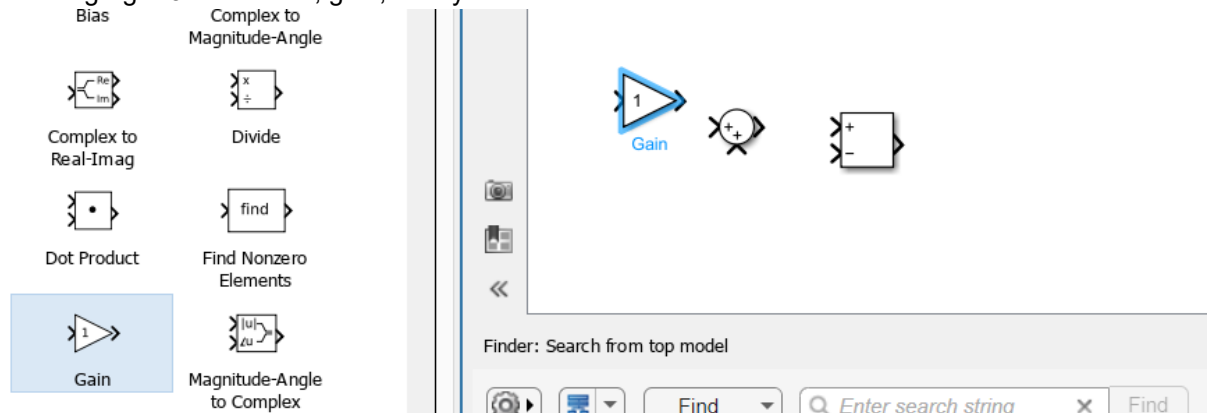 Bias
Complex to
Magnitude-Angle
Re
Im
Complex to
Real-Imag
x
÷
Divide
Dot Product
find
Find Nonzero
Elements
1
Gain
|u|
∠u
Magnitude-Angle
to Complex
1
Gain
+
+
+
−
Finder: Search from top model
Find
Enter search string
Find